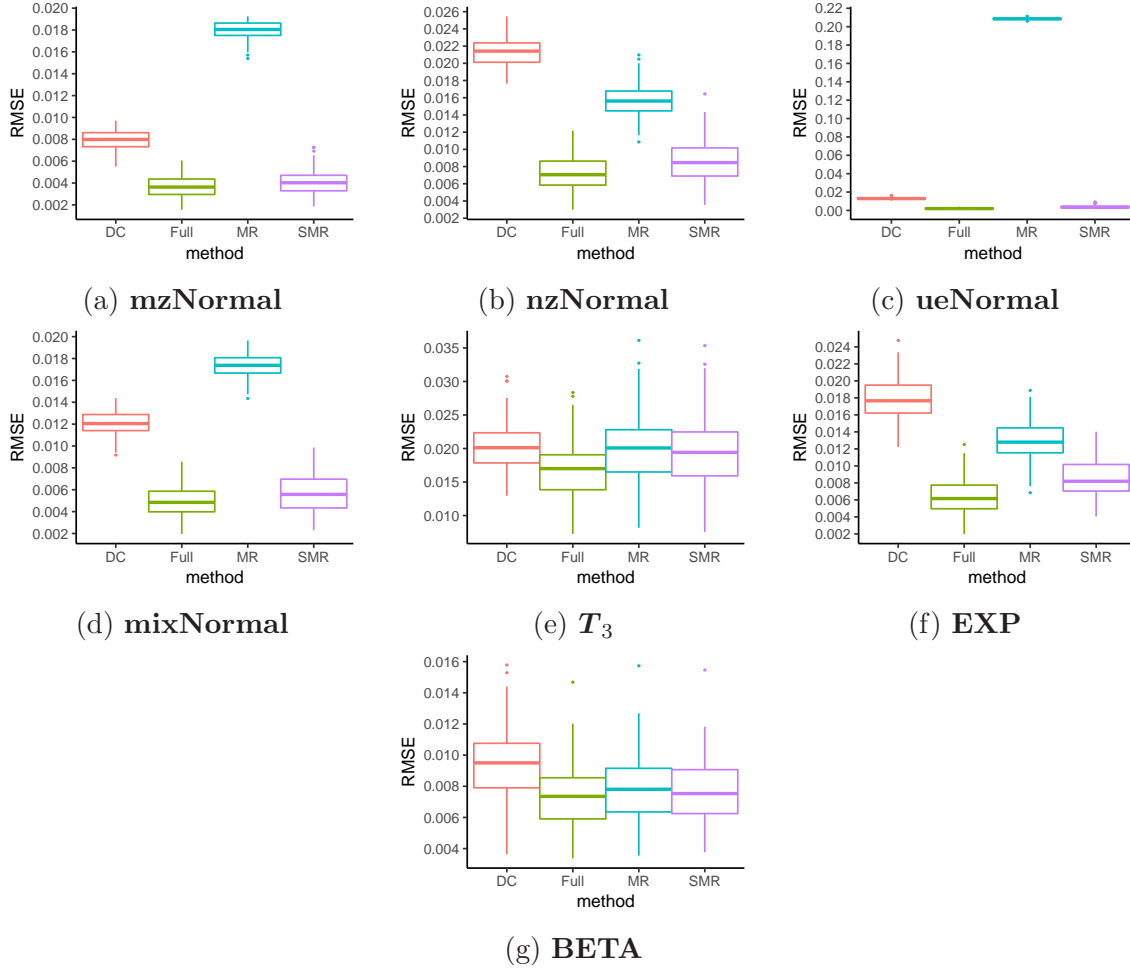 0.020
0.018
0.016
0.014
0.012
0.010
0.008
0.006
0.004
0.002
RMSE
DC Full MR SMR
method
(a) mzNormal
0.026
0.024
0.022
0.020
0.018
0.016
0.014
0.012
0.010
0.008
0.006
0.004
0.002
RMSE
DC Full MR SMR
method
(b) nzNormal
0.22
0.20
0.18
0.16
0.14
0.12
0.10
0.08
0.06
0.04
0.02
0.00
RMSE
DC Full MR SMR
method
(c) ueNormal
0.020
0.018
0.016
0.014
0.012
0.010
0.008
0.006
0.004
0.002
RMSE
DC Full MR SMR
method
(d) mixNormal
0.035
0.030
0.025
0.020
0.015
0.010
RMSE
DC Full MR SMR
method
(e) T3
0.024
0.022
0.020
0.018
0.016
0.014
0.012
0.010
0.008
0.006
0.004
0.002
RMSE
DC Full MR SMR
method
(f) EXP
0.016
0.014
0.012
0.010
0.008
0.006
0.004
RMSE
DC Full MR SMR
method
(g) BETA